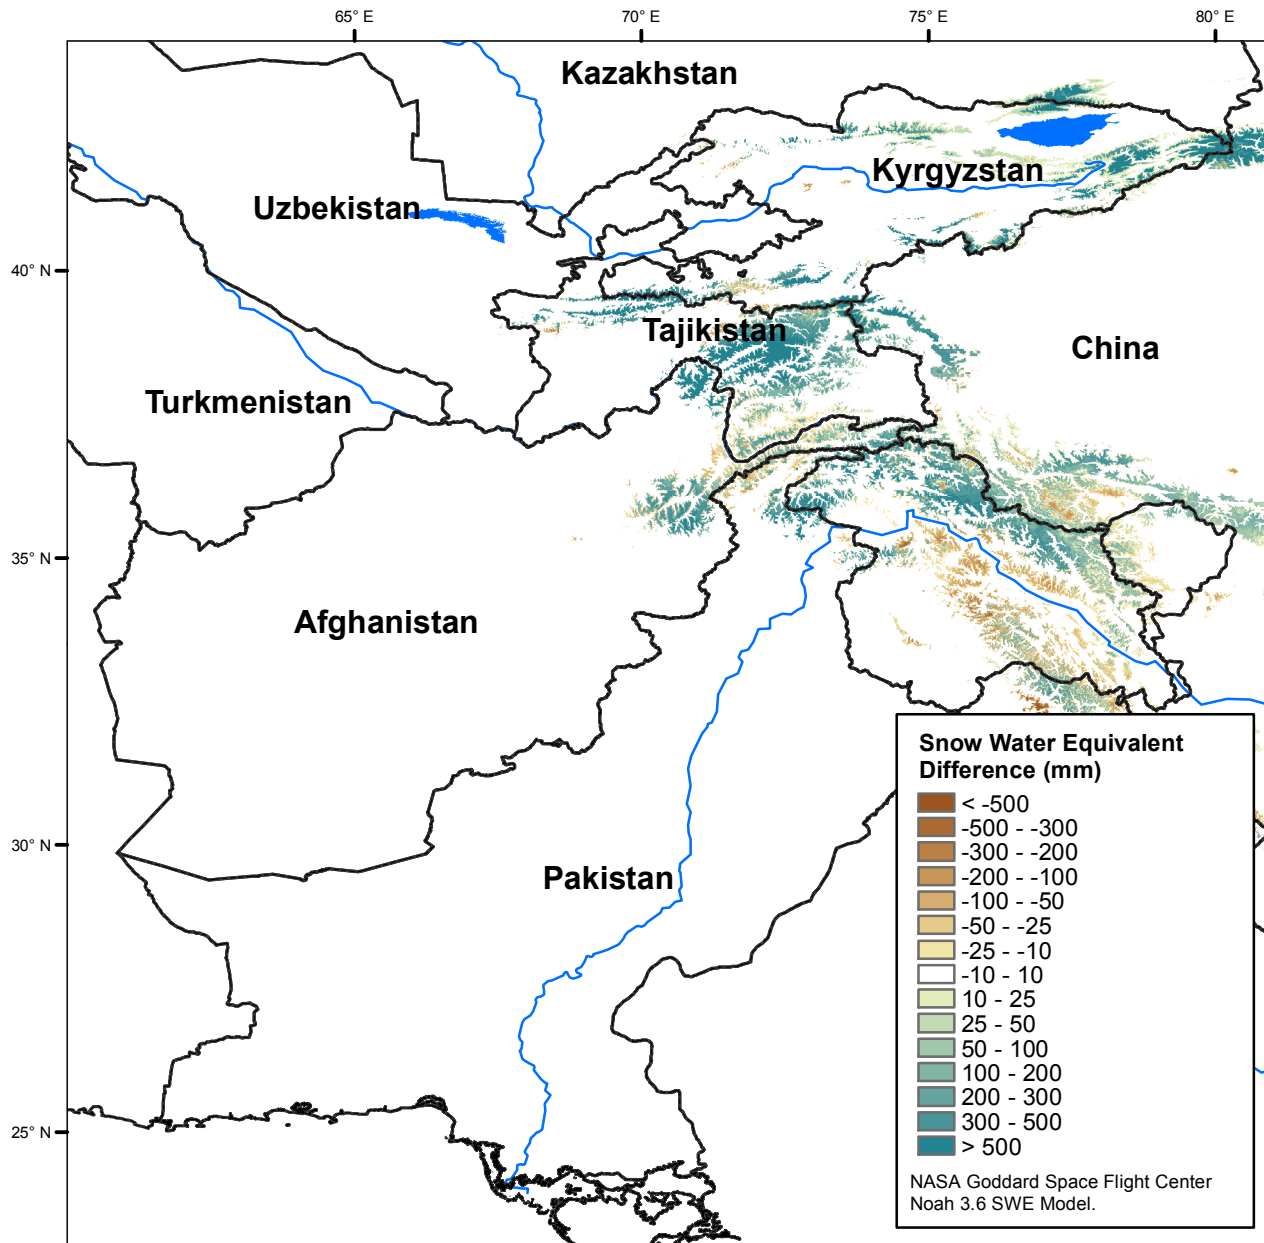 65° E
70° E
75° E
80° E
Kazakhstan
Kyrgyzstan
Uzbekistan
40° N
Tajikistan
China
Turkmenistan
35° N
Afghanistan
30° N
Pakistan
25° N
Snow Water Equivalent
Difference (mm)
< -500
-500 - -300
-300 - -200
-200 - -100
-100 - -50
-50 - -25
-25 - -10
-10 - 10
10 - 25
25 - 50
50 - 100
100 - 200
200 - 300
300 - 500
> 500
NASA Goddard Space Flight Center
Noah 3.6 SWE Model.